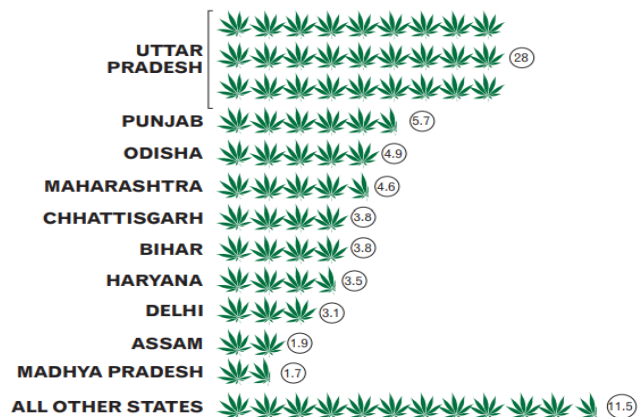 UTTAR
PRADESH
28
PUNJAB 5.7
ODISHA 4.9
MAHARASHTRA 4.6
CHHATTISGARH 3.8
BIHAR 3.8
HARYANA 3.5
DELHI 3.1
ASSAM 1.9
MADHYA PRADESH 1.7
ALL OTHER STATES 11.5